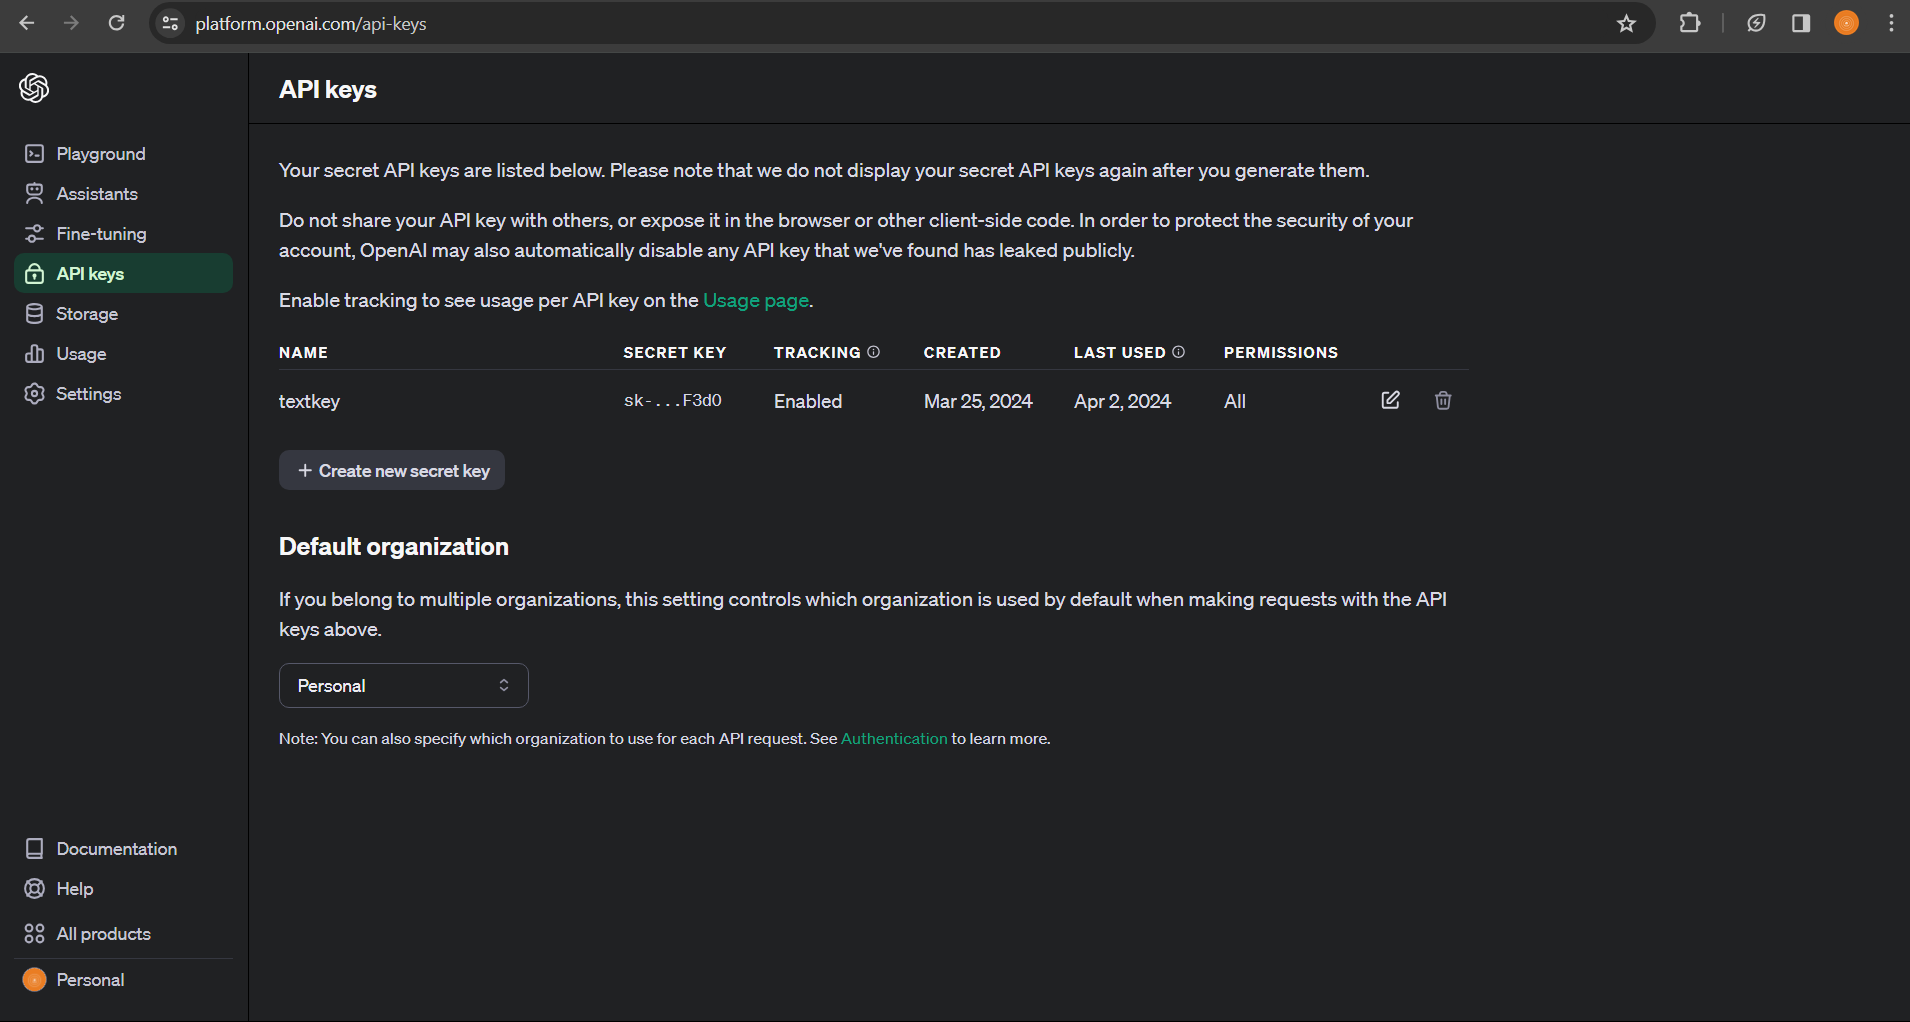 platform.openai.com/api-keys
API keys
Playground
Assistants
Fine-tuning
API keys
Storage
Usage
Settings
Your secret API keys are listed below. Please note that we do not display your secret API keys again after you generate them.
Do not share your API key with others, or expose it in the browser or other client-side code. In order to protect the security of your
account, OpenAI may also automatically disable any API key that we've found has leaked publicly.
Enable tracking to see usage per API key on the Usage page.
NAME SECRET KEY TRACKING CREATED LAST USED PERMISSIONS
textkey sk-...F3d0 Enabled Mar 25, 2024 Apr 2, 2024 All
+ Create new secret key
Default organization
If you belong to multiple organizations, this setting controls which organization is used by default when making requests with the API
keys above.
Personal
Note: You can also specify which organization to use for each API request. See Authentication to learn more.
Documentation
Help
All products
Personal